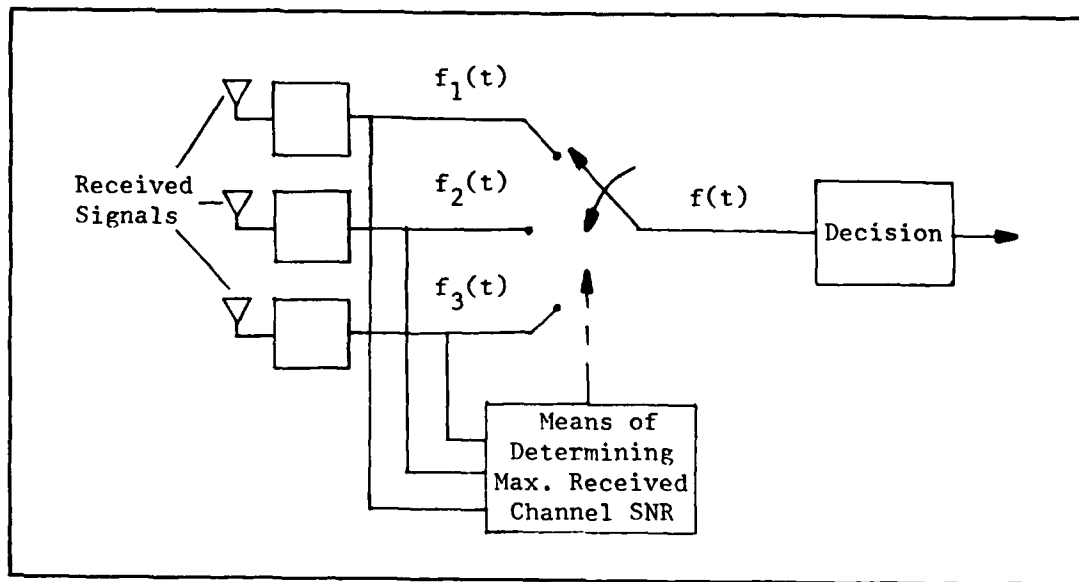 f₁(t)
f₂(t)
f₃(t)
Received
Signals
f(t)
Decision
Means of
Determining
Max. Received
Channel SNR